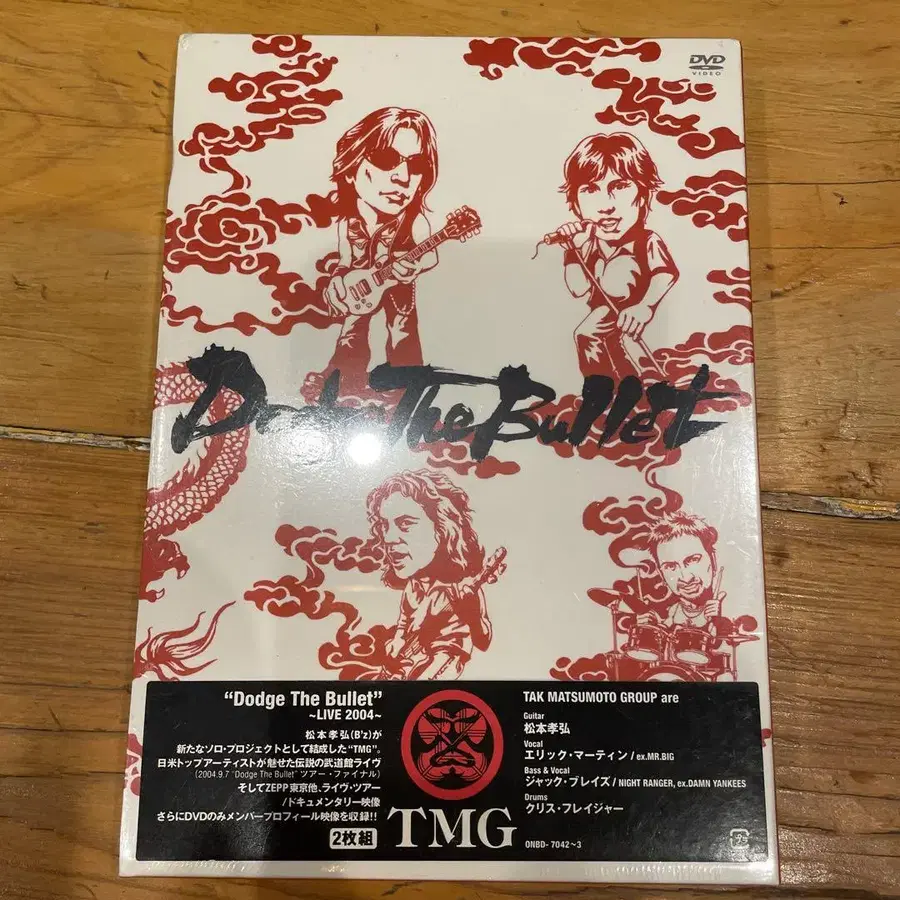 DVD
VIDEO
Dodge The Bullet
“Dodge The Bullet”
~LIVE 2004~
松本孝弘(B'z)が
新たなソロ・プロジェクトとして結成した“TMG”。
日米トップアーティストが魅せた伝説の武道館ライヴ
(2004.9.7 “Dodge The Bullet” ツアー・ファイナル)
そしてZEPP東京他、ライヴ・ツアー
/ドキュメンタリー映像
さらにDVDのみメンバープロフィール映像を収録!!
2枚組
TMG
TAK MATSUMOTO GROUP are
Guitar
松本孝弘
Vocal
エリック・マーティン/ex.MR.BIG
Bass & Vocal
ジャック・ブレイズ/NIGHT RANGER, ex.DAMN YANKEES
Drums
クリス・フレイジャー
ONBD- 7042~3